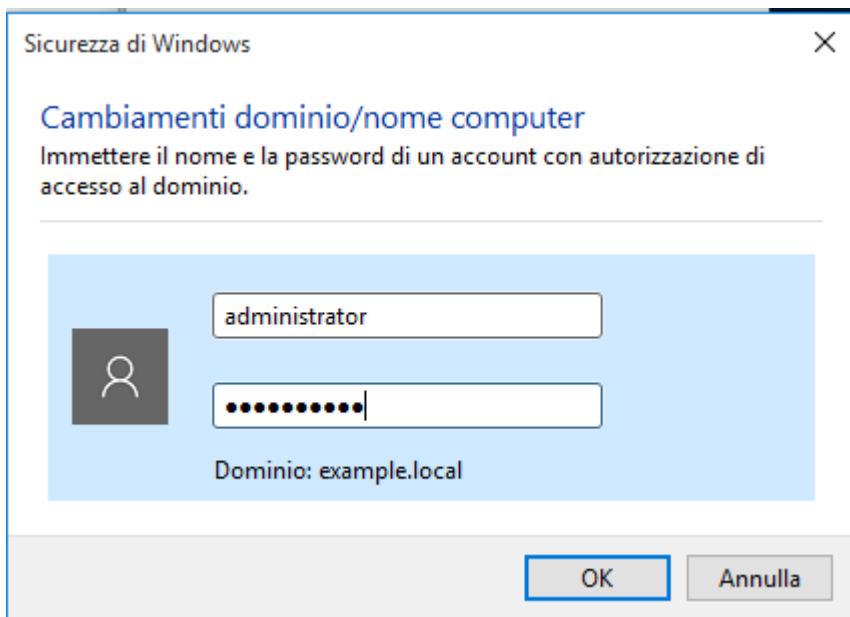 Sicurezza di Windows
Cambiamenti dominio/nome computer
Immettere il nome e la password di un account con autorizzazione di
accesso al dominio.
administrator
●●●●●●●●●●
Dominio: example.local
OK
Annulla